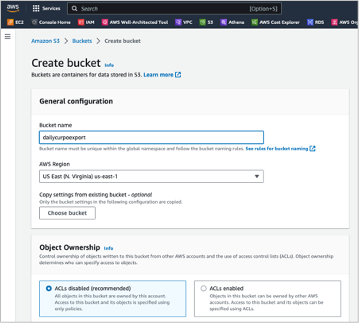 aws
Services
Search
[Option+S]
EC2
Console Home
IAM
AWS Well-Architected Tool
VPC
S3
Athena
AWS Cost Explorer
RDS
AWS Org
Amazon S3 > Buckets > Create bucket
Create bucket Info
Buckets are containers for data stored in S3. Learn more
General configuration
Bucket name
dailycurpoexport
Bucket name must be unique within the global namespace and follow the bucket naming rules. See rules for bucket naming
AWS Region
US East (N. Virginia) us-east-1
Copy settings from existing bucket - optional
Only the bucket settings in the following configuration are copied.
Choose bucket
Object Ownership Info
Control ownership of objects written to this bucket from other AWS accounts and the use of access control lists (ACLs). Object ownership
determines who can specify access to objects.
ACLs disabled (recommended)
All objects in this bucket are owned by this account.
Access to this bucket and its objects is specified using
only policies.
ACLs enabled
Objects in this bucket can be owned by other AWS
accounts. Access to this bucket and its objects can be
specified using ACLs.